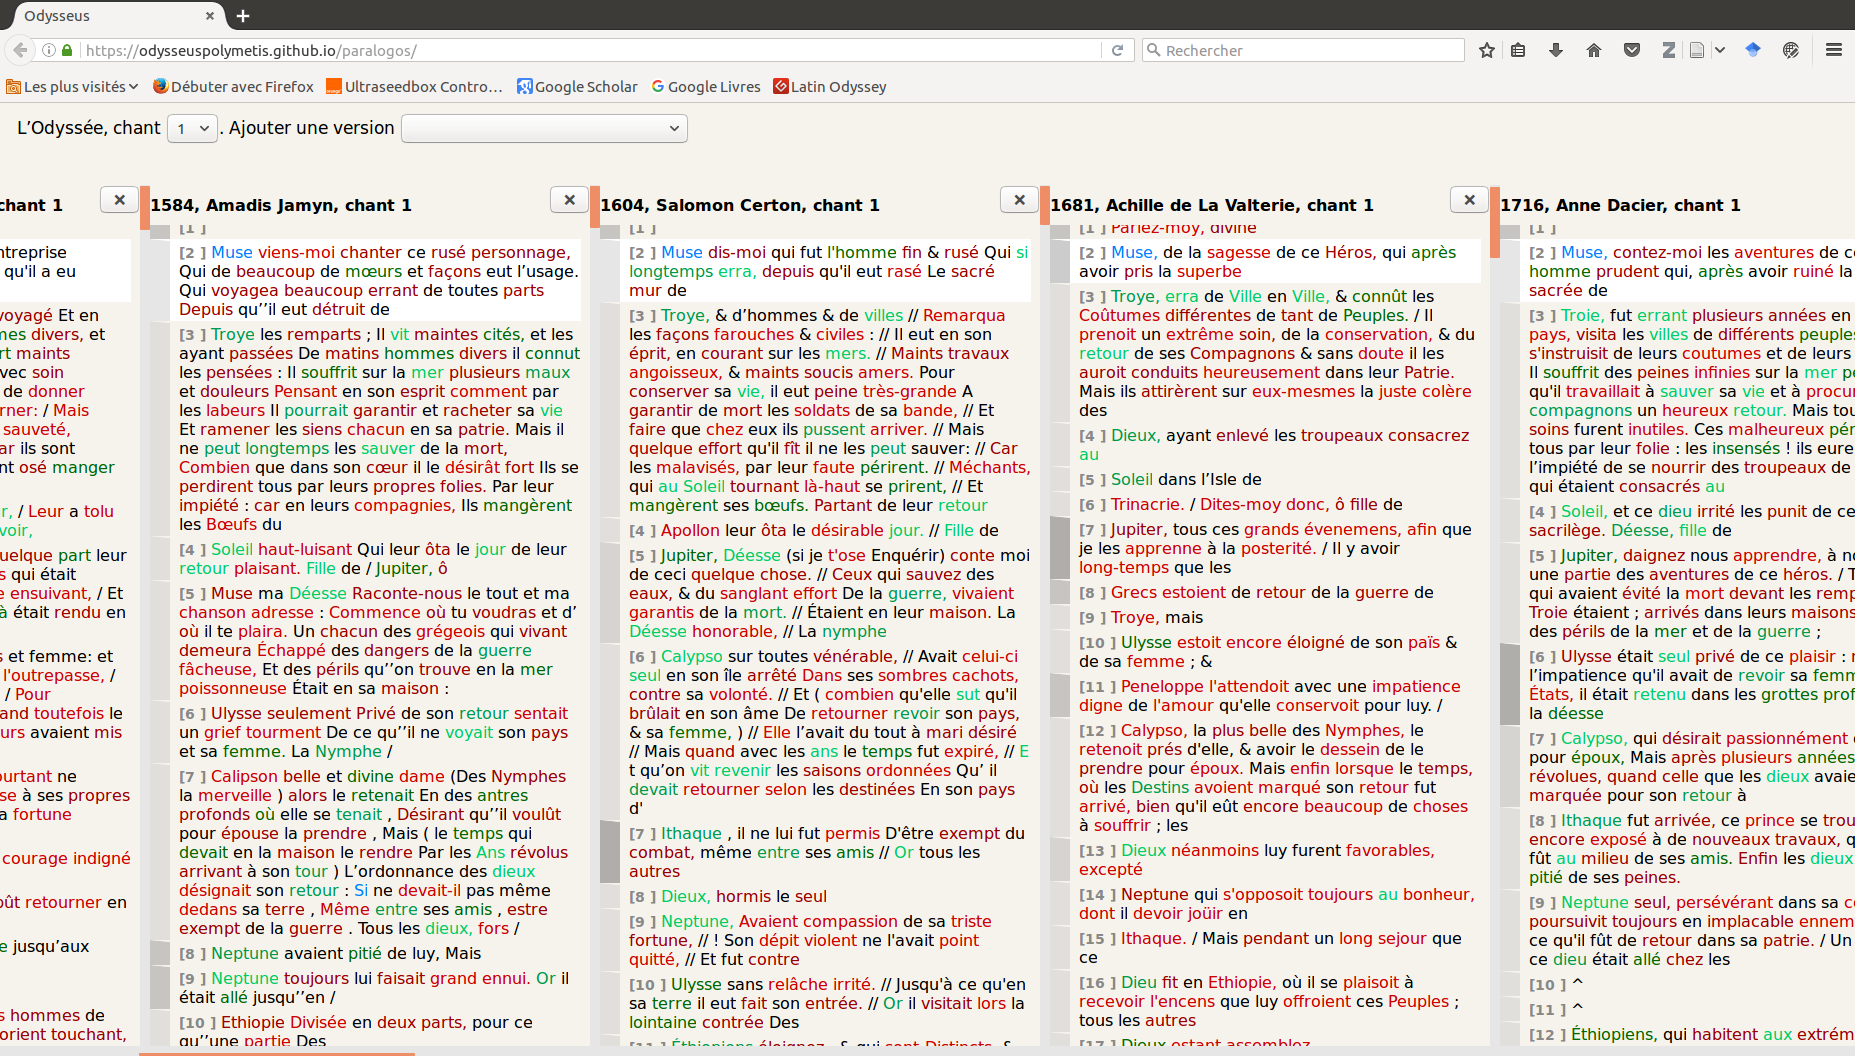 Odysseus
https://odysseuspolymetis.github.io/paralogos/
Rechercher
Les plus visités
Débuter avec Firefox
Ultraseedbox Contro…
Google Scholar
Google Livres
Latin Odyssey
L’Odyssée, chant 1 . Ajouter une version
chant 1
ntreprise
qu'il a eu
voyagé Et en
mes divers, et
rt maints
vec soin
de donner
rner: / Mais
sauveté,
ar ils sont
nt osé manger
r, / Leur a tolu
voir,
uelque part leur
s qui était
e ensuivant, / Et
à était rendu en
s et femme: et
l'outrepasse, /
/ Pour
and toutefois le
urs avaient mis
ourtant ne
se à ses propres
a fortune
courage indigné
oût retourner en
e jusqu’aux
s hommes de
orient touchant,
1584, Amadis Jamyn, chant 1
[1 ]
[2 ] Muse viens-moi chanter ce rusé personnage,
Qui de beaucoup de mœurs et façons eut l’usage.
Qui voyagea beaucoup errant de toutes parts
Depuis qu’’il eut détruit de
[3 ] Troye les remparts ; Il vit maintes cités, et les
ayant passées De matins hommes divers il connut
les pensées : Il souffrit sur la mer plusieurs maux
et douleurs Pensant en son esprit comment par
les labeurs Il pourrait garantir et racheter sa vie
Et ramener les siens chacun en sa patrie. Mais il
ne peut longtemps les sauver de la mort,
Combien que dans son cœur il le désirât fort Ils se
perdirent tous par leurs propres folies. Par leur
impiété : car en leurs compagnies, Ils mangèrent
les Bœufs du
[4 ] Soleil haut-luisant Qui leur ôta le jour de leur
retour plaisant. Fille de / Jupiter, ô
[5 ] Muse ma Déesse Raconte-nous le tout et ma
chanson adresse : Commence où tu voudras et d’
où il te plaira. Un chacun des grégeois qui vivant
demeura Échappé des dangers de la guerre
fâcheuse, Et des périls qu’’on trouve en la mer
poissonneuse Était en sa maison :
[6 ] Ulysse seulement Privé de son retour sentait
un grief tourment De ce qu’’il ne voyait son pays
et sa femme. La Nymphe /
[7 ] Calipson belle et divine dame (Des Nymphes
la merveille ) alors le retenait En des antres
profonds où elle se tenait , Désirant qu’’il voulût
pour épouse la prendre , Mais ( le temps qui
devait en la maison le rendre Par les Ans révolus
arrivant à son tour ) L’ordonnance des dieux
désignait son retour : Si ne devait-il pas même
dedans sa terre , Même entre ses amis , estre
exempt de la guerre . Tous les dieux, fors /
[8 ] Neptune avaient pitié de luy, Mais
[9 ] Neptune toujours lui faisait grand ennui. Or il
était allé jusqu’’en /
[10 ] Ethiopie Divisée en deux parts, pour ce
qu’’une partie Des
1604, Salomon Certon, chant 1
[1 ]
[2 ] Muse dis-moi qui fut l'homme fin & rusé Qui si
longtemps erra, depuis qu'il eut rasé Le sacré
mur de
[3 ] Troye, & d’hommes & de villes // Remarqua
les façons farouches & civiles : // Il eut en son
éprit, en courant sur les mers. // Maints travaux
angoisseux, & maints soucis amers. Pour
conserver sa vie, il eut peine très-grande A
garantir de mort les soldats de sa bande, // Et
faire que chez eux ils pussent arriver. // Mais
quelque effort qu'il fît il ne les peut sauver: // Car
les malavisés, par leur faute périrent. // Méchants,
qui au Soleil tournant là-haut se prirent, // Et
mangèrent ses bœufs. Partant de leur retour
[4 ] Apollon leur ôta le désirable jour. // Fille de
[5 ] Jupiter, Déesse (si je t'ose Enquérir) conte moi
de ceci quelque chose. // Ceux qui sauvez des
eaux, & du sanglant effort De la guerre, vivaient
garantis de la mort. // Étaient en leur maison. La
Déesse honorable, // La nymphe
[6 ] Calypso sur toutes vénérable, // Avait celui-ci
seul en son île arrêté Dans ses sombres cachots,
contre sa volonté. // Et ( combien qu'elle sut qu'il
brûlait en son âme De retourner revoir son pays,
& sa femme, ) // Elle l’avait du tout à mari désiré
// Mais quand avec les ans le temps fut expiré, // E
t qu’on vit revenir les saisons ordonnées Qu’ il
devait retourner selon les destinées En son pays
d'
[7 ] Ithaque , il ne lui fut permis D'être exempt du
combat, même entre ses amis // Or tous les
autres
[8 ] Dieux, hormis le seul
[9 ] Neptune, Avaient compassion de sa triste
fortune, // ! Son dépit violent ne l'avait point
quitté, // Et fut contre
[10 ] Ulysse sans relâche irrité. // Jusqu'à ce qu'en
sa terre il eut fait son entrée. // Or il visitait lors la
lointaine contrée Des
[11 ] Éthiopiens éloignez, & qui sont Distincts, &
1681, Achille de La Valterie, chant 1
[1 ] Parlez-moy, divine
[2 ] Muse, de la sagesse de ce Héros, qui après
avoir pris la superbe
[3 ] Troye, erra de Ville en Ville, & connût les
Coûtumes différentes de tant de Peuples. / Il
prenoit un extrême soin, de la conservation, & du
retour de ses Compagnons & sans doute il les
auroit conduits heureusement dans leur Patrie.
Mais ils attirèrent sur eux-mesmes la juste colère
des
[4 ] Dieux, ayant enlevé les troupeaux consacrez
au
[5 ] Soleil dans l’Isle de
[6 ] Trinacrie. / Dites-moy donc, ô fille de
[7 ] Jupiter, tous ces grands évenemens, afin que
je les apprenne à la posterité. / Il y avoir
long-temps que les
[8 ] Grecs estoient de retour de la guerre de
[9 ] Troye, mais
[10 ] Ulysse estoit encore éloigné de son païs &
de sa femme ; &
[11 ] Peneloppe l'attendoit avec une impatience
digne de l'amour qu'elle conservoit pour luy. /
[12 ] Calypso, la plus belle des Nymphes, le
retenoit prés d'elle, & avoir le dessein de le
prendre pour époux. Mais enfin lorsque le temps,
où les Destins avoient marqué son retour fut
arrivé, bien qu'il eût encore beaucoup de choses
à souffrir ; les
[13 ] Dieux néanmoins luy furent favorables,
excepté
[14 ] Neptune qui s'opposoit toujours au bonheur,
dont il devoir joüir en
[15 ] Ithaque. / Mais pendant un long sejour que
ce
[16 ] Dieu fit en Ethiopie, où il se plaisoit à
recevoir l'encens que luy offroient ces Peuples ;
tous les autres
[17 ] Dieux estant assemblez
1716, Anne Dacier, chant 1
[1 ]
[2 ] Muse, contez-moi les aventures de ce
homme prudent qui, après avoir ruiné la
sacrée de
[3 ] Troie, fut errant plusieurs années en
pays, visita les villes de différents peuples
s'instruisit de leurs coutumes et de leurs
Il souffrit des peines infinies sur la mer pe
qu'il travaillait à sauver sa vie et à procur
compagnons un heureux retour. Mais tou
soins furent inutiles. Ces malheureux pér
tous par leur folie : les insensés ! ils eure
l’impiété de se nourrir des troupeaux de
qui étaient consacrés au
[4 ] Soleil, et ce dieu irrité les punit de ce
sacrilège. Déesse, fille de
[5 ] Jupiter, daignez nous apprendre, à no
une partie des aventures de ce héros. / T
qui avaient évité la mort devant les remp
Troie étaient ; arrivés dans leurs maisons
des périls de la mer et de la guerre ;
[6 ] Ulysse était seul privé de ce plaisir : m
l’impatience qu'il avait de revoir sa femm
États, il était retenu dans les grottes prof
la déesse
[7 ] Calypso, qui désirait passionnément
pour époux, Mais après plusieurs années
révolues, quand celle que les dieux avaie
marquée pour son retour à
[8 ] Ithaque fut arrivée, ce prince se trou
encore exposé à de nouveaux travaux, q
fût au milieu de ses amis. Enfin les dieux
pitié de ses peines.
[9 ] Neptune seul, persévérant dans sa co
poursuivit toujours en implacable ennem
ce qu'il fût de retour dans sa patrie. / Un
ce dieu était allé chez les
[10 ] ^
[11 ] ^
[12 ] Éthiopiens, qui habitent aux extrém